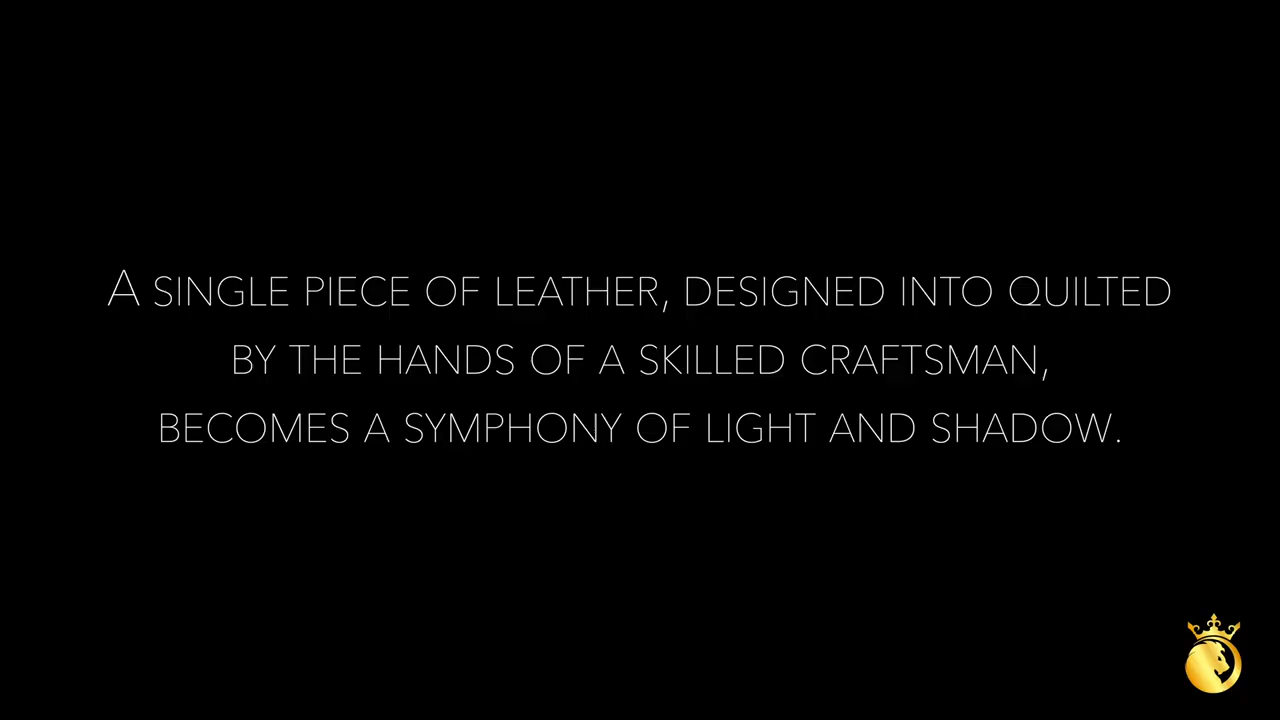 A SINGLE PIECE OF LEATHER, DESIGNED INTO QUILTED
BY THE HANDS OF A SKILLED CRAFTSMAN,
BECOMES A SYMPHONY OF LIGHT AND SHADOW.